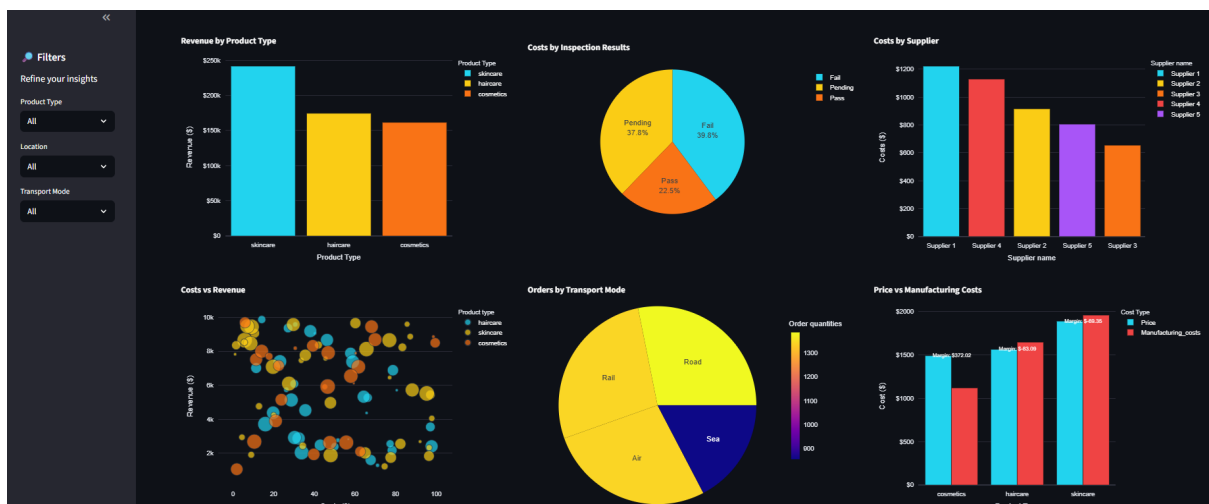 Filters
Refine your insights
Product Type
All
Location
All
Transport Mode
All
Revenue by Product Type
Revenue ($)
$250k
$200k
$150k
$100k
$50k
$0
skincare
haircare
cosmetics
Product Type
Product Type
skincare
haircare
cosmetics
Costs by Inspection Results
Pending
37.8%
Fail
39.8%
Pass
22.5%
Fail
Pending
Pass
Costs by Supplier
Costs ($)
$1200
$1000
$800
$600
$400
$200
$0
Supplier 1
Supplier 4
Supplier 2
Supplier 5
Supplier 3
Supplier name
Supplier name
Supplier 1
Supplier 2
Supplier 3
Supplier 4
Supplier 5
Costs vs Revenue
Revenue ($)
10k
8k
6k
4k
2k
0
20
40
60
80
100
Product type
haircare
skincare
cosmetics
Orders by Transport Mode
Road
Rail
Air
Sea
Order quantities
1300
1200
1100
1000
900
Price vs Manufacturing Costs
Cost ($)
$2000
$1500
$1000
$500
$0
Margin: $372.02
cosmetics
haircare
skincare
Cost Type
Price
Manufacturing_costs